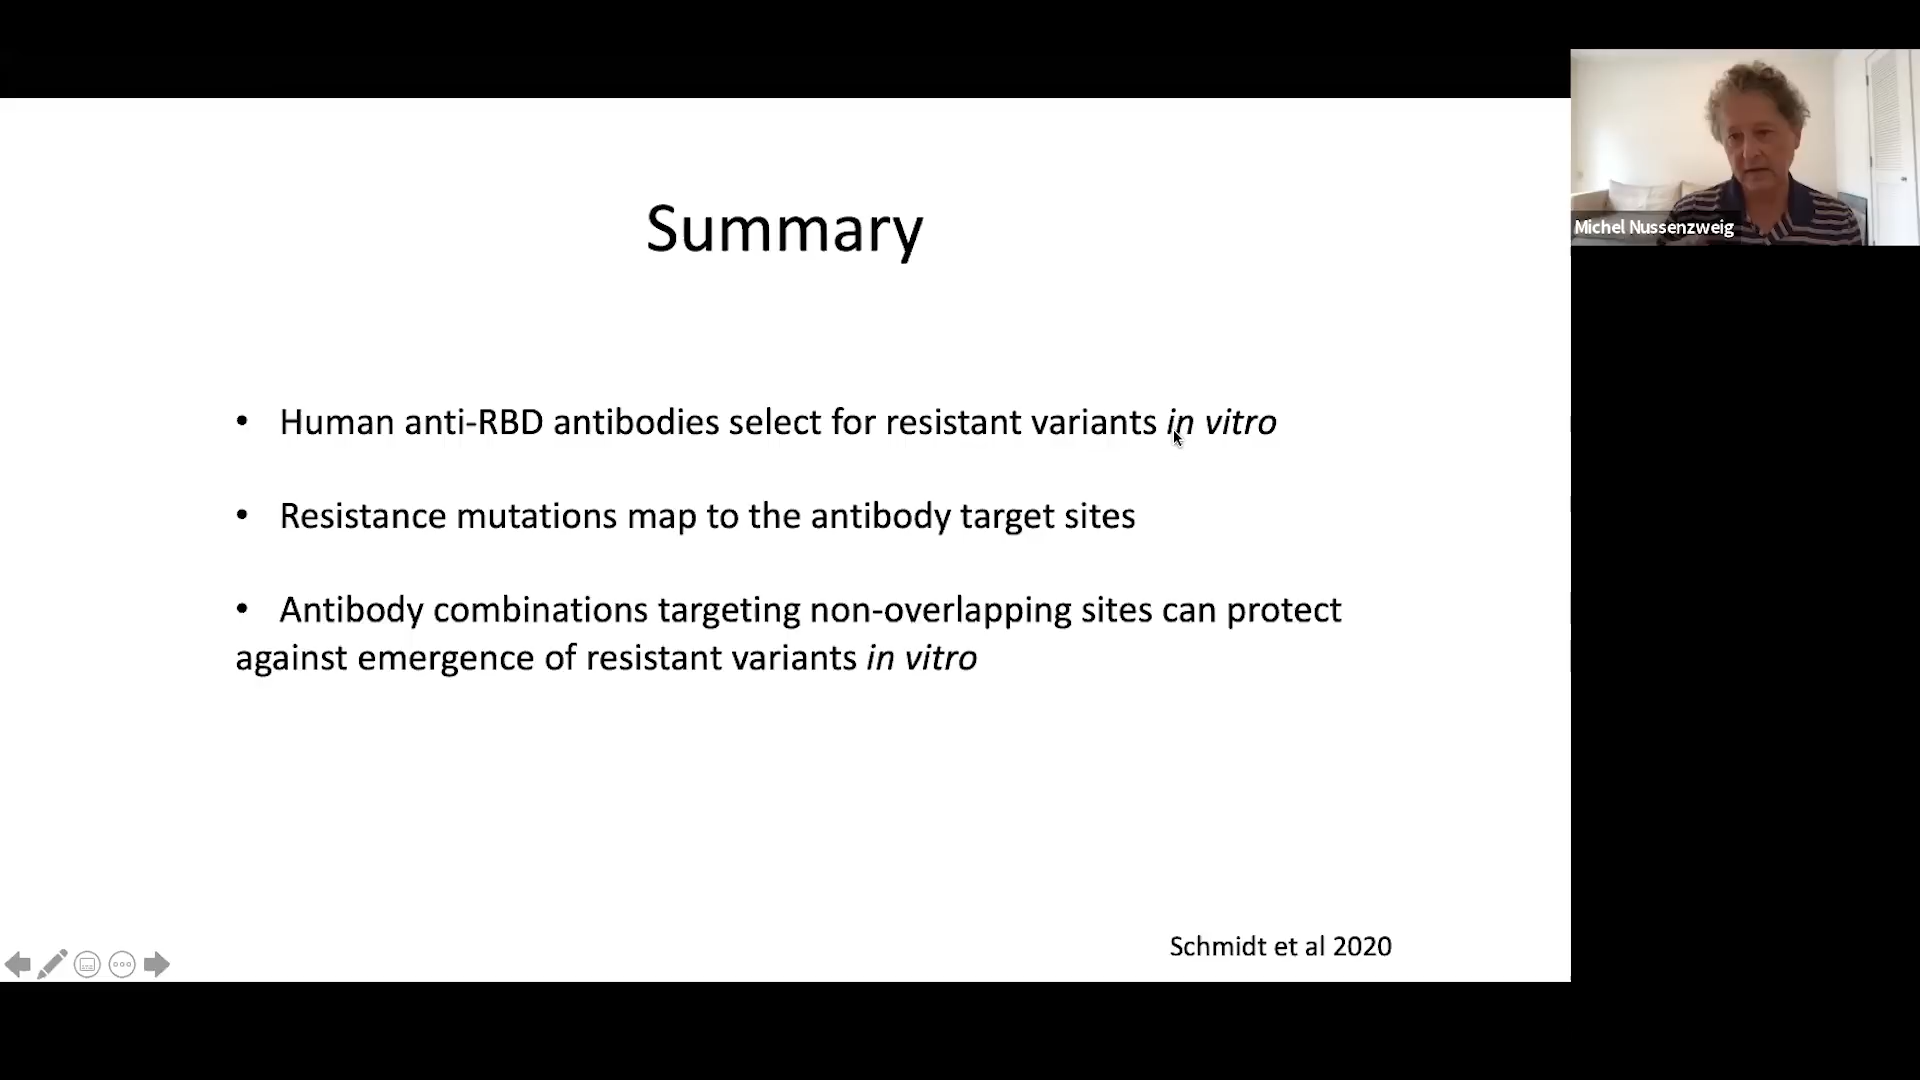 Summary
Michel Nussenzweig
• Human anti-RBD antibodies select for resistant variants in vitro
• Resistance mutations map to the antibody target sites
• Antibody combinations targeting non-overlapping sites can protect
against emergence of resistant variants in vitro
Schmidt et al 2020